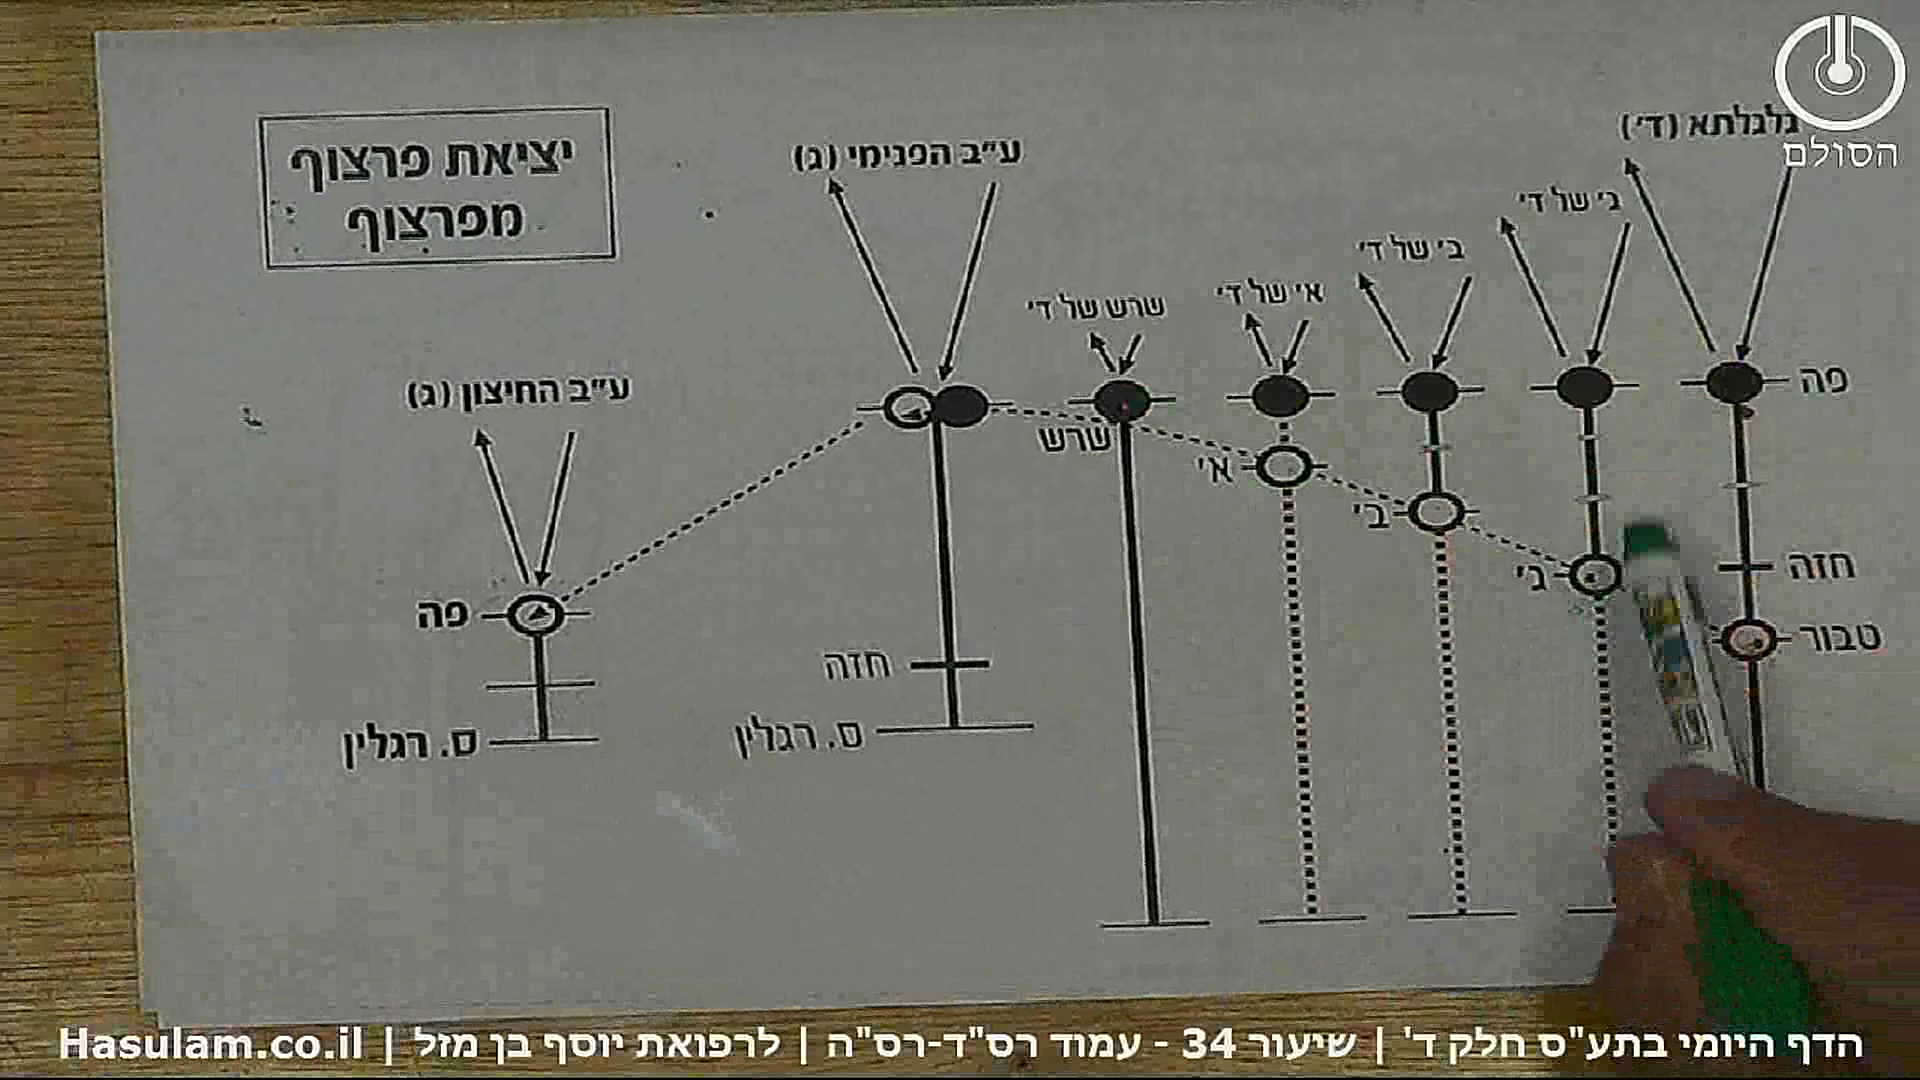 הסולם
יציאת פרצוף
מפרצוף
גלגלתא (ד')
ג' של ד'
ב' של ד'
א' של ד'
שרש של ד'
ע"ב הפנימי (ג)
ע"ב החיצון (ג)
פה
חזה
טבור
ג'
ב'
א'
שרש
חזה
ס. רגלין
פה
ס. רגלין
הדף היומי בתע"ס חלק ד' | שיעור 34 - עמוד רס"ד-רס"ה | לרפואת יוסף בן מזל | Hasulam.co.il